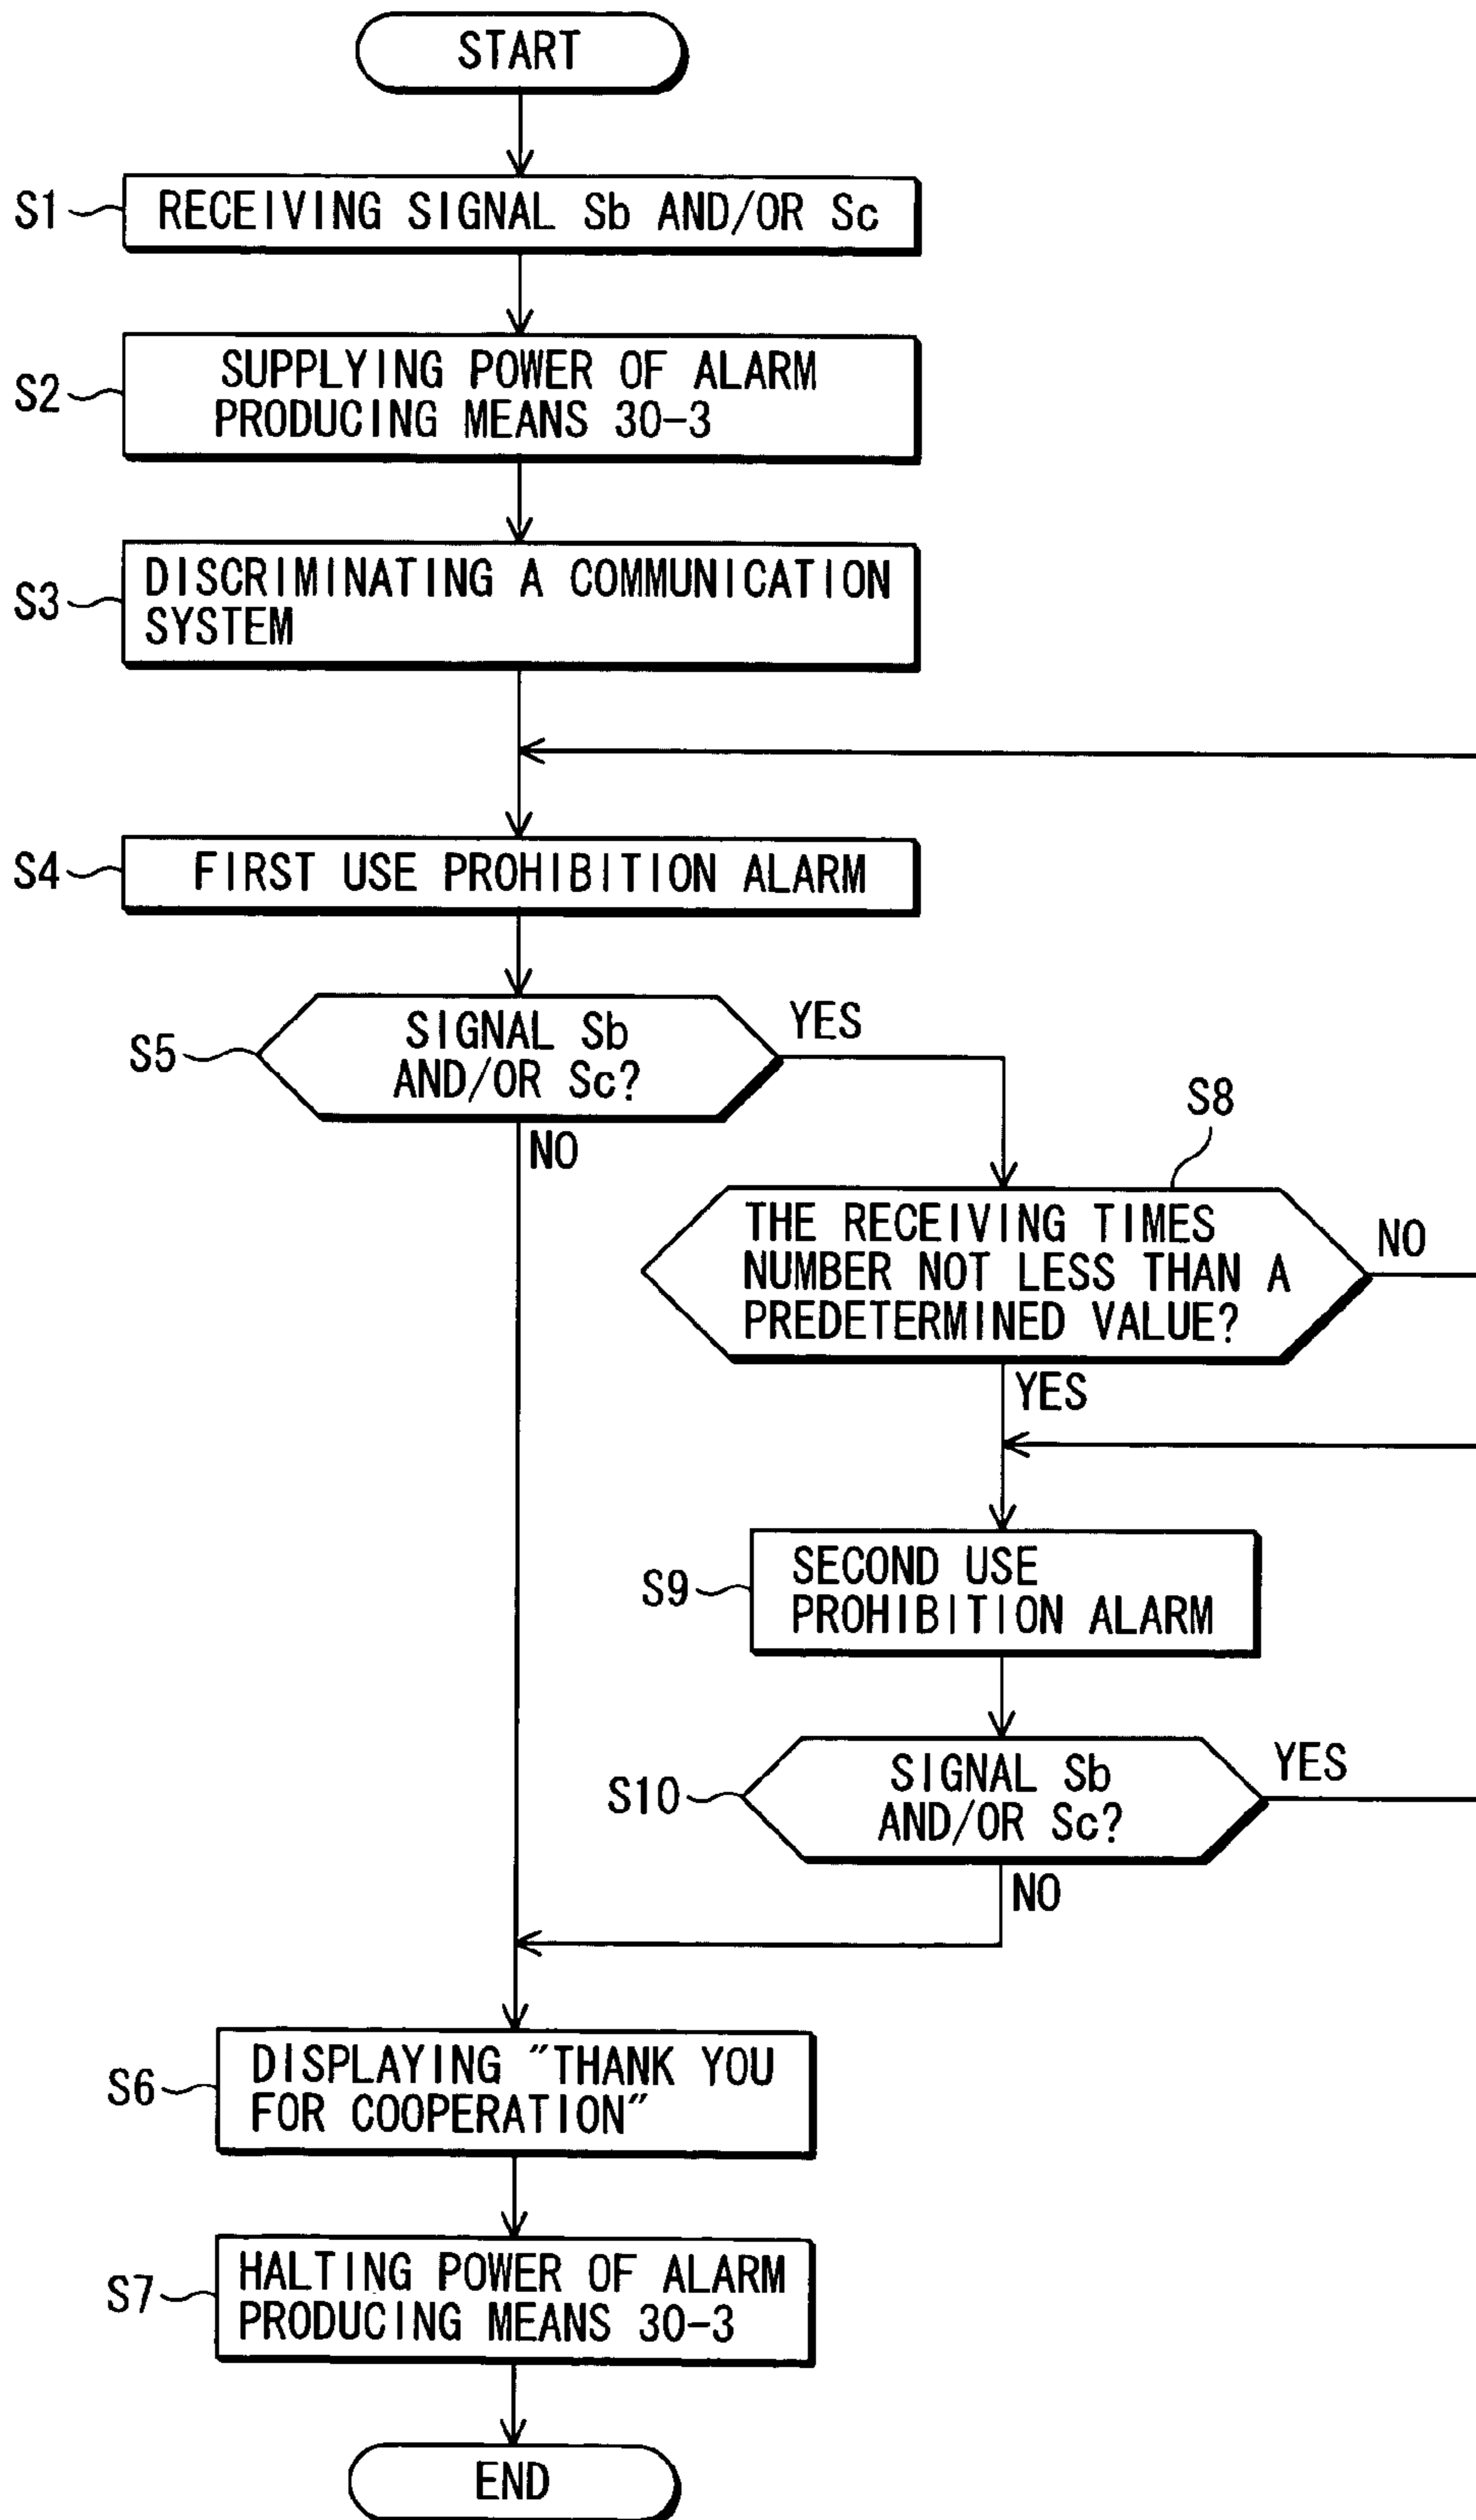 START
S1
RECEIVING SIGNAL Sb AND/OR Sc
S2
SUPPLYING POWER OF ALARM
PRODUCING MEANS 30-3
S3
DISCRIMINATING A COMMUNICATION
SYSTEM
S4
FIRST USE PROHIBITION ALARM
S5
SIGNAL Sb
AND/OR Sc?
YES
NO
S8
THE RECEIVING TIMES
NUMBER NOT LESS THAN A
PREDETERMINED VALUE?
NO
YES
S9
SECOND USE
PROHIBITION ALARM
S10
SIGNAL Sb
AND/OR Sc?
YES
NO
S6
DISPLAYING "THANK YOU
FOR COOPERATION"
S7
HALTING POWER OF ALARM
PRODUCING MEANS 30-3
END